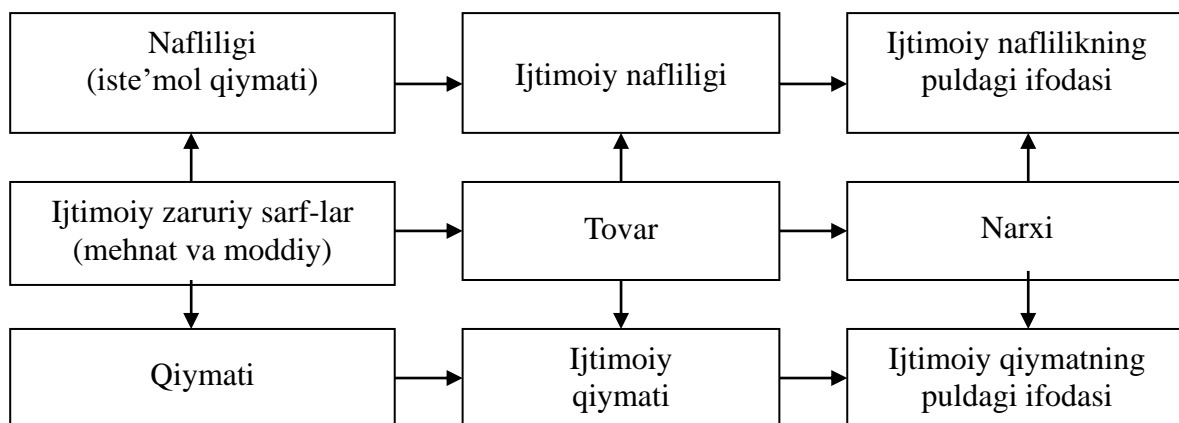 Nafliligi
(iste’mol qiymati)
Ijtimoiy nafliligi
Ijtimoiy naflilikning
puldagi ifodasi
Ijtimoiy zaruriy sarf-lar
(mehnat va moddiy)
Tovar
Narxi
Qiymati
Ijtimoiy
qiymati
Ijtimoiy qiymatning
puldagi ifodasi